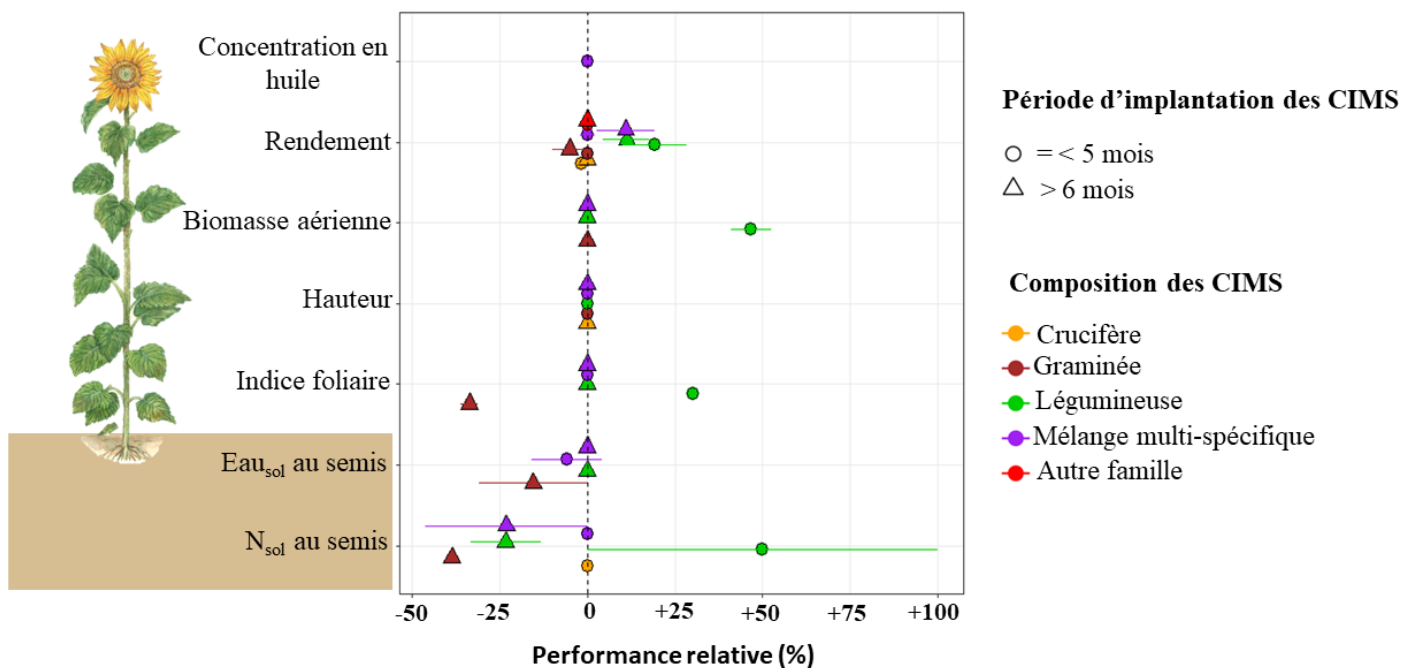 Concentration en
huile
Rendement
Biomasse aérienne
Hauteur
Indice foliaire
Eausol au semis
Nsol au semis
-50 -25 0 +25 +50 +75 +100
Performance relative (%)
Période d’implantation des CIMS
= < 5 mois
> 6 mois
Composition des CIMS
Crucifère
Graminée
Légumineuse
Mélange multi-spécifique
Autre famille